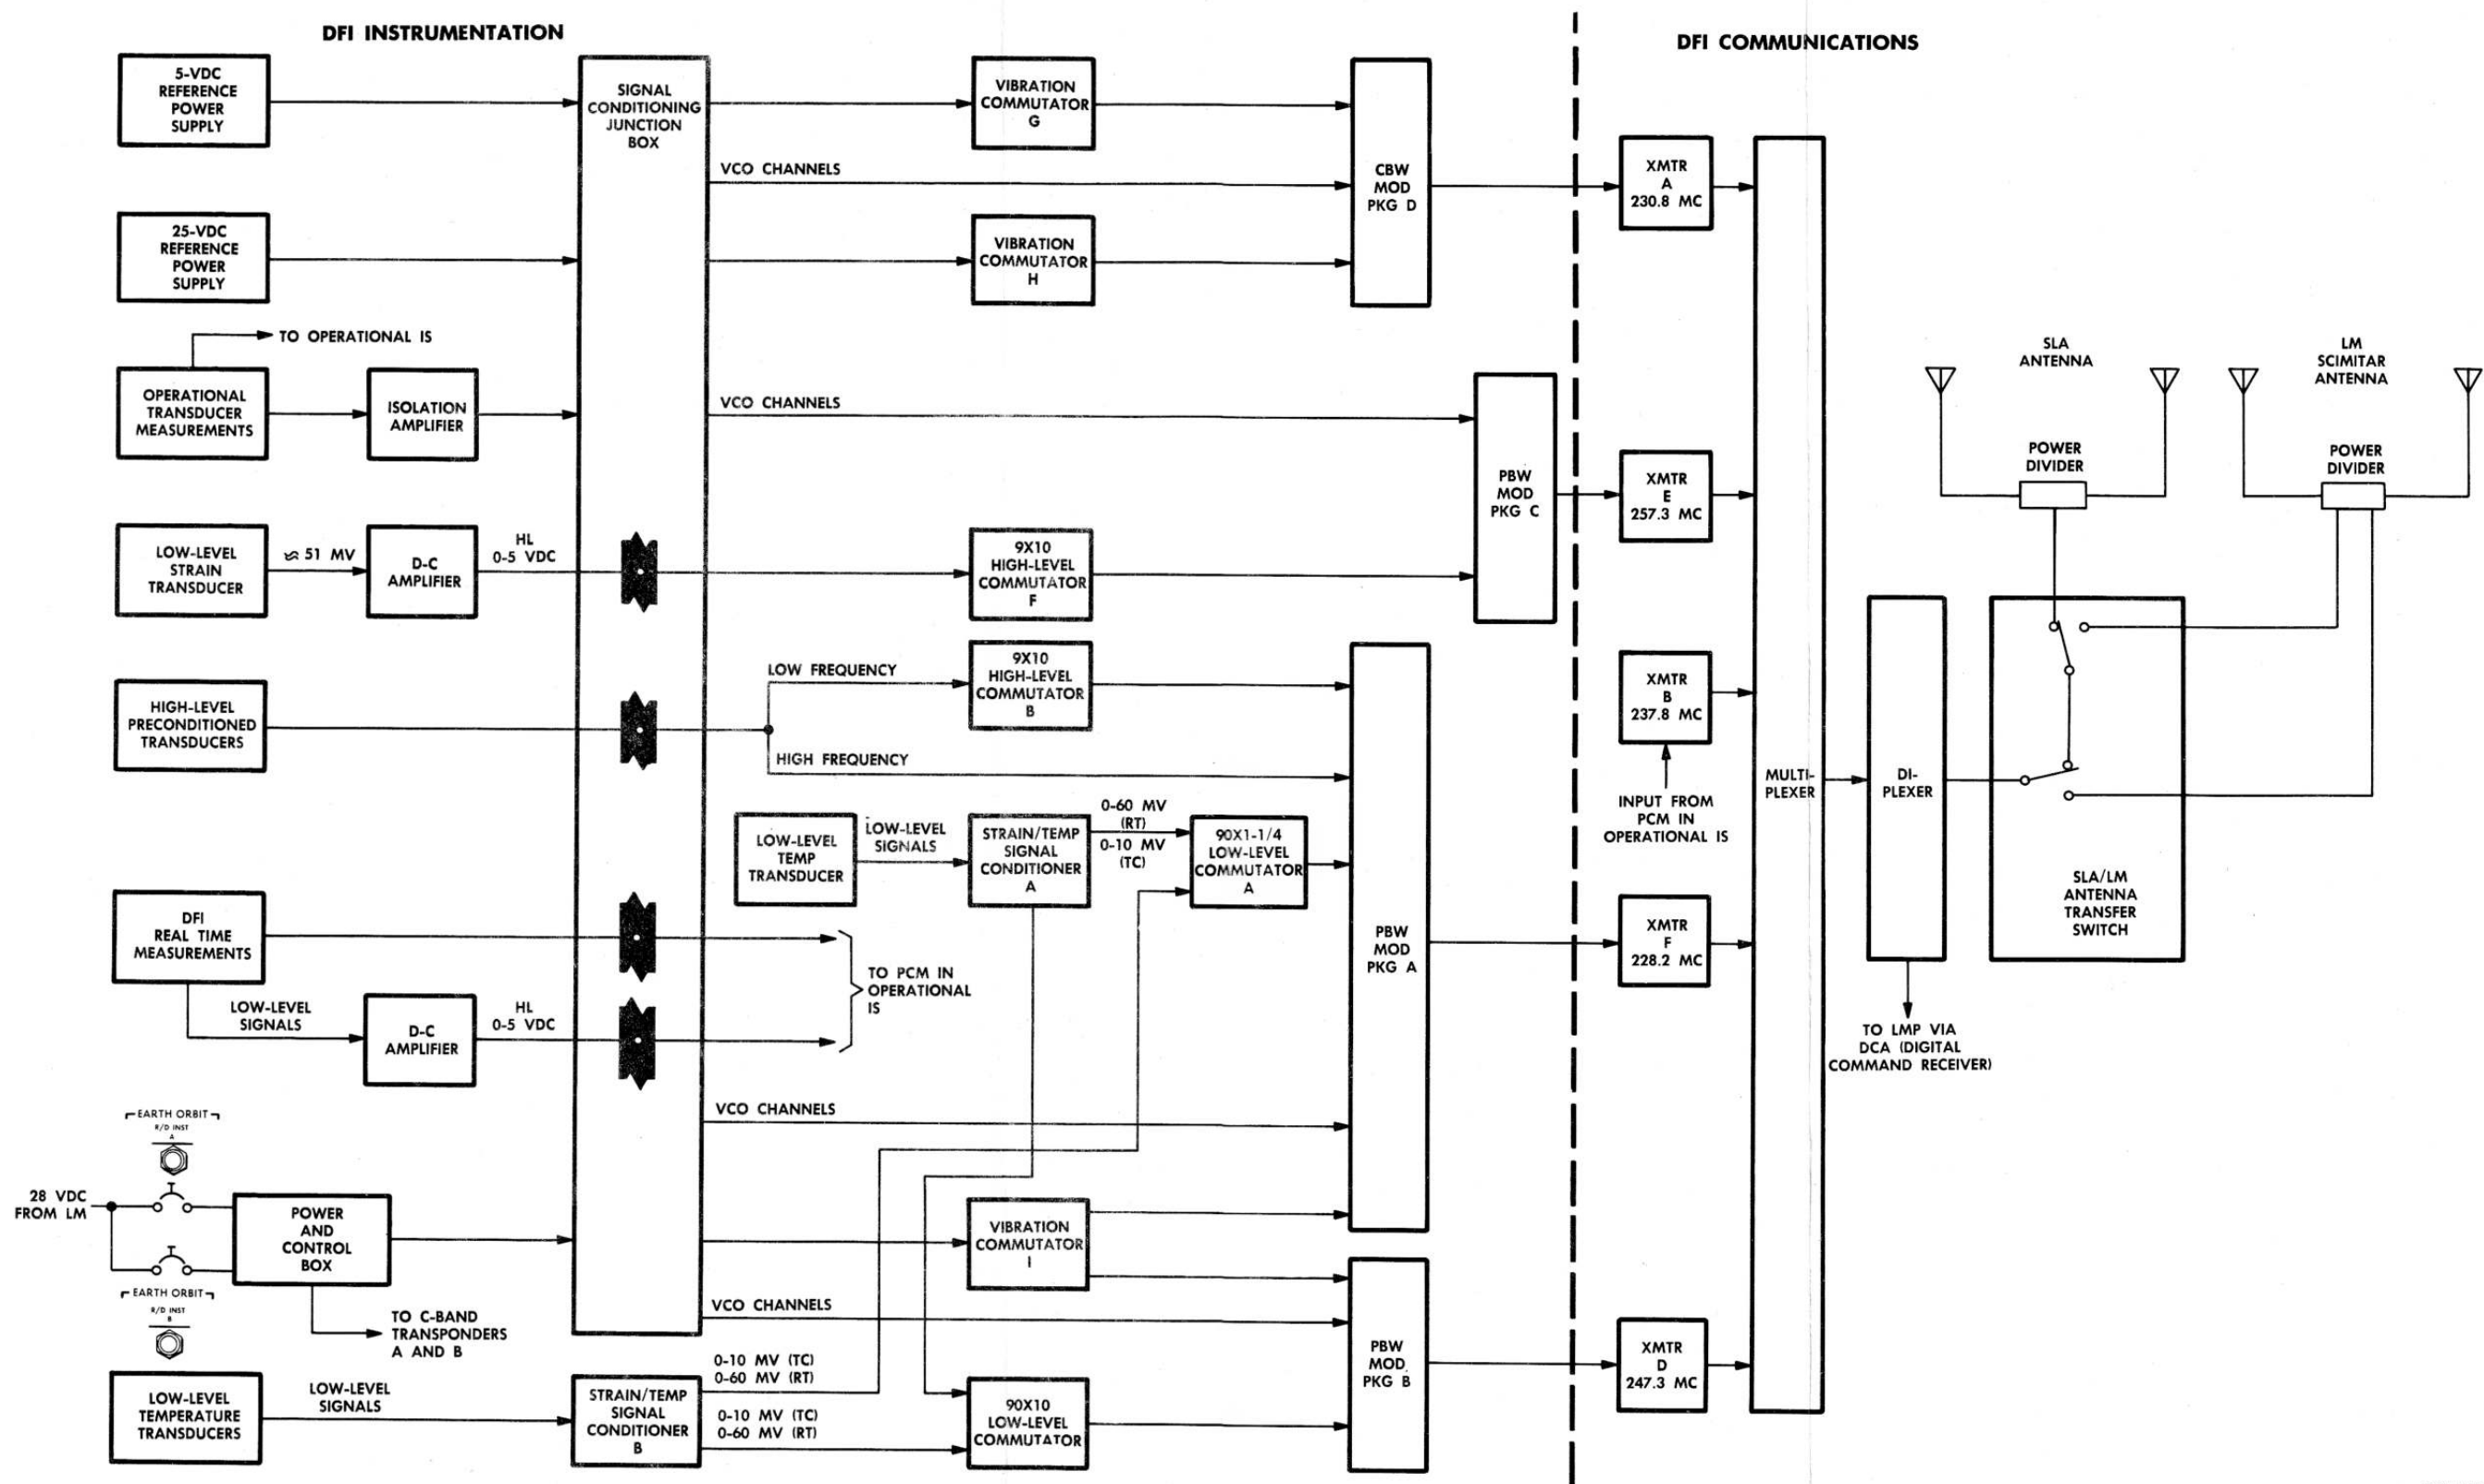 DFI INSTRUMENTATION
DFI COMMUNICATIONS
5-VDC
REFERENCE
POWER
SUPPLY
SIGNAL
CONDITIONING
JUNCTION
BOX
VIBRATION
COMMUTATOR
G
VCO CHANNELS
CBW
MOD
PKG D
XMTR
A
230.8 MC
25-VDC
REFERENCE
POWER
SUPPLY
VIBRATION
COMMUTATOR
H
TO OPERATIONAL IS
OPERATIONAL
TRANSDUCER
MEASUREMENTS
ISOLATION
AMPLIFIER
VCO CHANNELS
PBW
MOD
PKG C
XMTR
E
257.3 MC
SLA
ANTENNA
LM
SCIMITAR
ANTENNA
POWER
DIVIDER
POWER
DIVIDER
LOW-LEVEL
STRAIN
TRANSDUCER
≈ 51 MV
D-C
AMPLIFIER
HL
0-5 VDC
9X10
HIGH-LEVEL
COMMUTATOR
F
HIGH-LEVEL
PRECONDITIONED
TRANSDUCERS
LOW FREQUENCY
9X10
HIGH-LEVEL
COMMUTATOR
B
HIGH FREQUENCY
XMTR
B
237.8 MC
INPUT FROM
PCM IN
OPERATIONAL IS
MULTI-
PLEXER
DI-
PLEXER
LOW-LEVEL
TEMP
TRANSDUCER
LOW-LEVEL
SIGNALS
STRAIN/TEMP
SIGNAL
CONDITIONER
A
0-60 MV
(RT)
0-10 MV
(TC)
90X1-1/4
LOW-LEVEL
COMMUTATOR
A
PBW
MOD
PKG A
XMTR
F
228.2 MC
SLA/LM
ANTENNA
TRANSFER
SWITCH
DFI
REAL TIME
MEASUREMENTS
LOW-LEVEL
SIGNALS
D-C
AMPLIFIER
HL
0-5 VDC
TO PCM IN
OPERATIONAL
IS
TO LMP VIA
DCA (DIGITAL
COMMAND RECEIVER)
VCO CHANNELS
EARTH ORBIT
R/D INST
A
28 VDC
FROM LM
POWER
AND
CONTROL
BOX
EARTH ORBIT
R/D INST
B
TO C-BAND
TRANSPONDERS
A AND B
VIBRATION
COMMUTATOR
I
VCO CHANNELS
PBW
MOD.
PKG B
XMTR
D
247.3 MC
LOW-LEVEL
TEMPERATURE
TRANSDUCERS
LOW-LEVEL
SIGNALS
STRAIN/TEMP
SIGNAL
CONDITIONER
B
0-10 MV (TC)
0-60 MV (RT)
0-10 MV (TC)
0-60 MV (RT)
90X10
LOW-LEVEL
COMMUTATOR